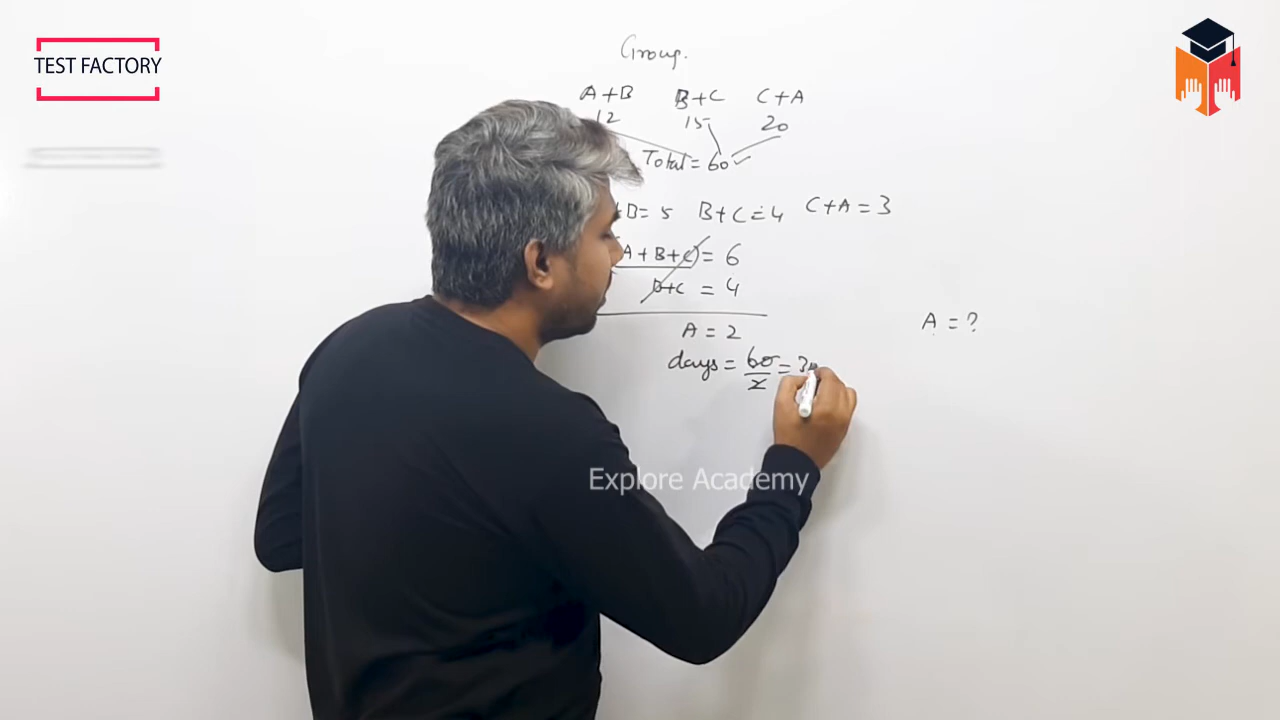 TEST FACTORY
Group.
A+B B+C C+A
12 15 20
Total = 60
B = 5 B+C = 4 C+A = 3
A+B+C) = 6
B+C = 4
A = 2
A = ?
days = 60/2 = 30
Explore Academy